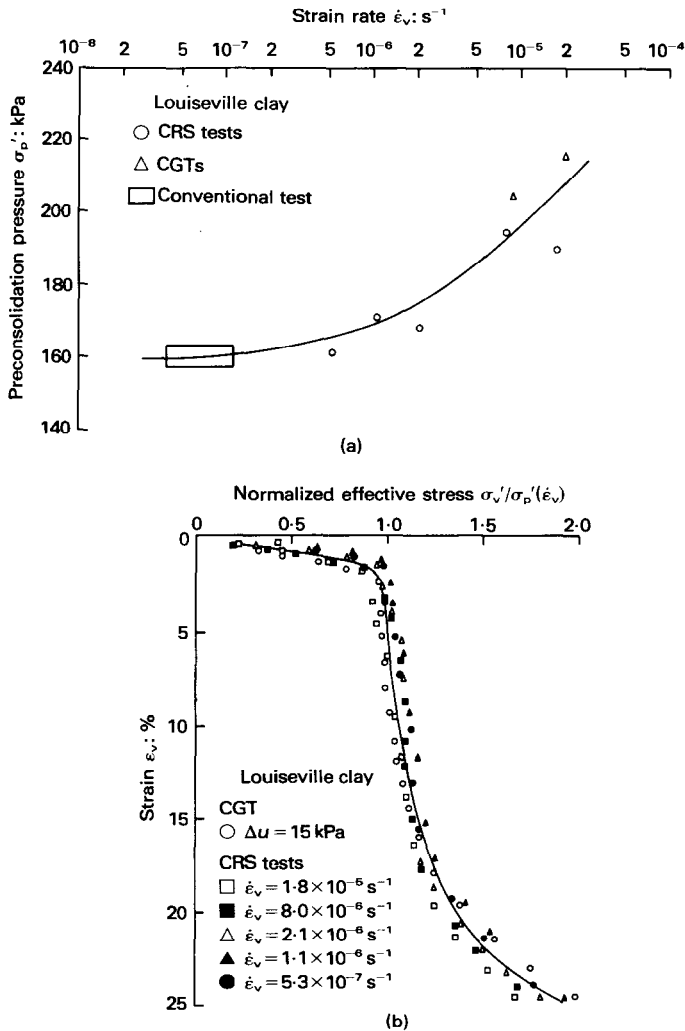 Strain rate ε̇ᵥ: s⁻¹
10⁻⁸ 2 5 10⁻⁷ 2 5 10⁻⁶ 2 5 10⁻⁵ 2 10⁻⁴
Preconsolidation pressure σₚ′: kPa
240
220
200
180
160
140
Louiseville clay
CRS tests
CGTs
Conventional test
(a)
Normalized effective stress σᵥ′/σₚ′(ε̇ᵥ)
0 0·5 1·0 1·5 2·0
Strain εᵥ: %
0
5
10
15
20
25
Louiseville clay
CGT
Δu = 15 kPa
CRS tests
ε̇ᵥ = 1·8 × 10⁻⁵ s⁻¹
ε̇ᵥ = 8·0 × 10⁻⁶ s⁻¹
ε̇ᵥ = 2·1 × 10⁻⁶ s⁻¹
ε̇ᵥ = 1·1 × 10⁻⁶ s⁻¹
ε̇ᵥ = 5·3 × 10⁻⁷ s⁻¹
(b)